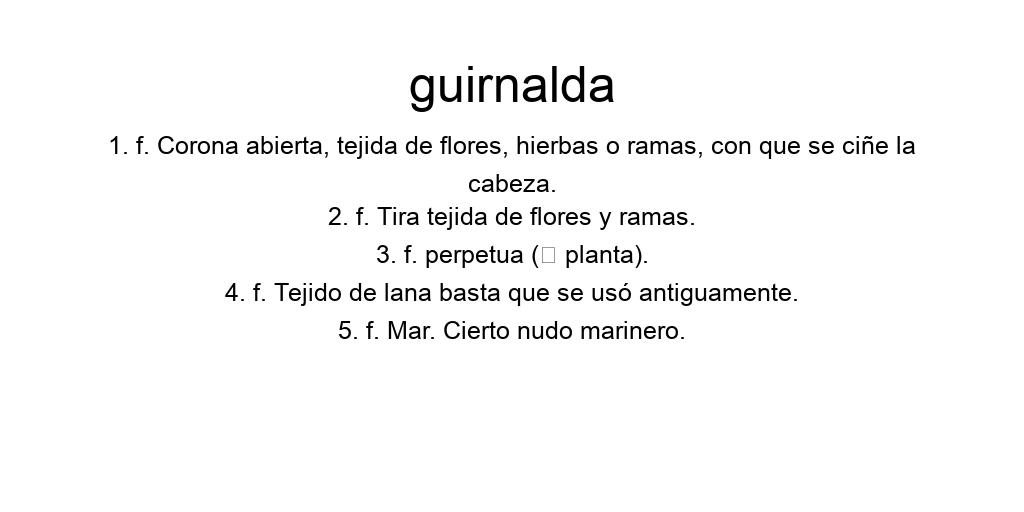 guirnalda
1. f. Corona abierta, tejida de flores, hierbas o ramas, con que se ciñe la
cabeza.
2. f. Tira tejida de flores y ramas.
3. f. perpetua (□ planta).
4. f. Tejido de lana basta que se usó antiguamente.
5. f. Mar. Cierto nudo marinero.